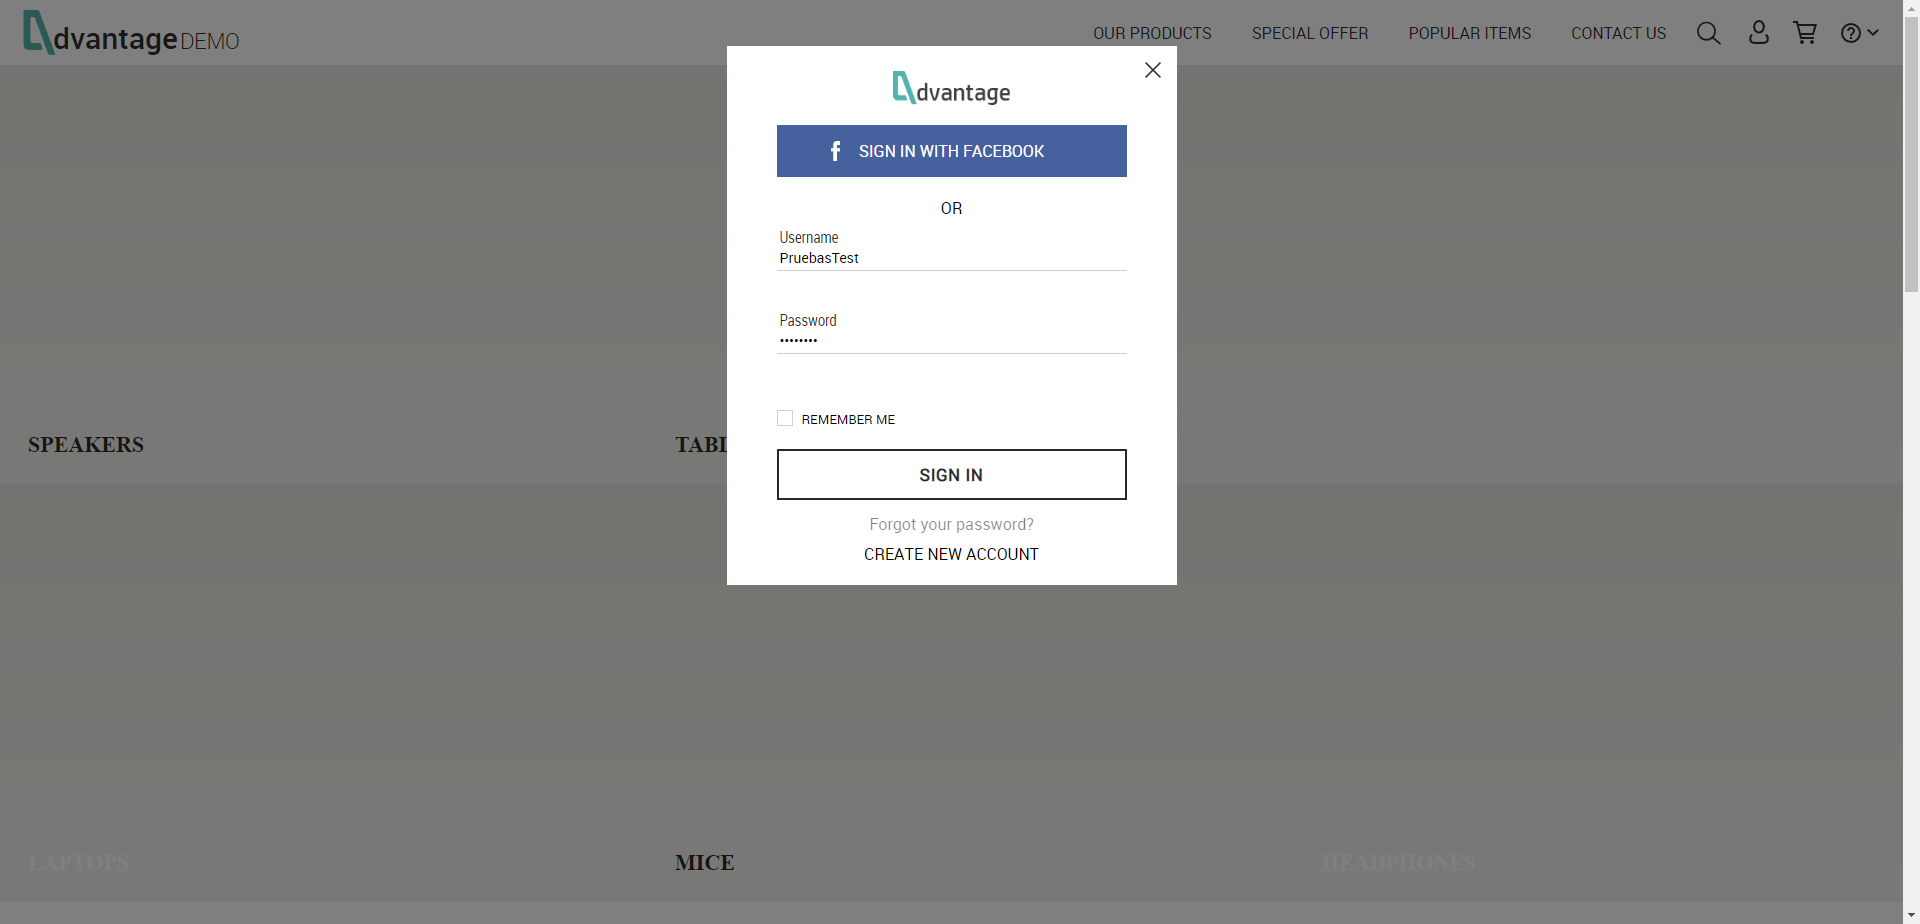 dvantage DEMO
OUR PRODUCTS
SPECIAL OFFER
POPULAR ITEMS
CONTACT US
dvantage
SIGN IN WITH FACEBOOK
OR
Username
PruebasTest
Password
••••••••
REMEMBER ME
SIGN IN
Forgot your password?
CREATE NEW ACCOUNT
SPEAKERS
TABL
LAPTOPS
MICE
HEADPHONES